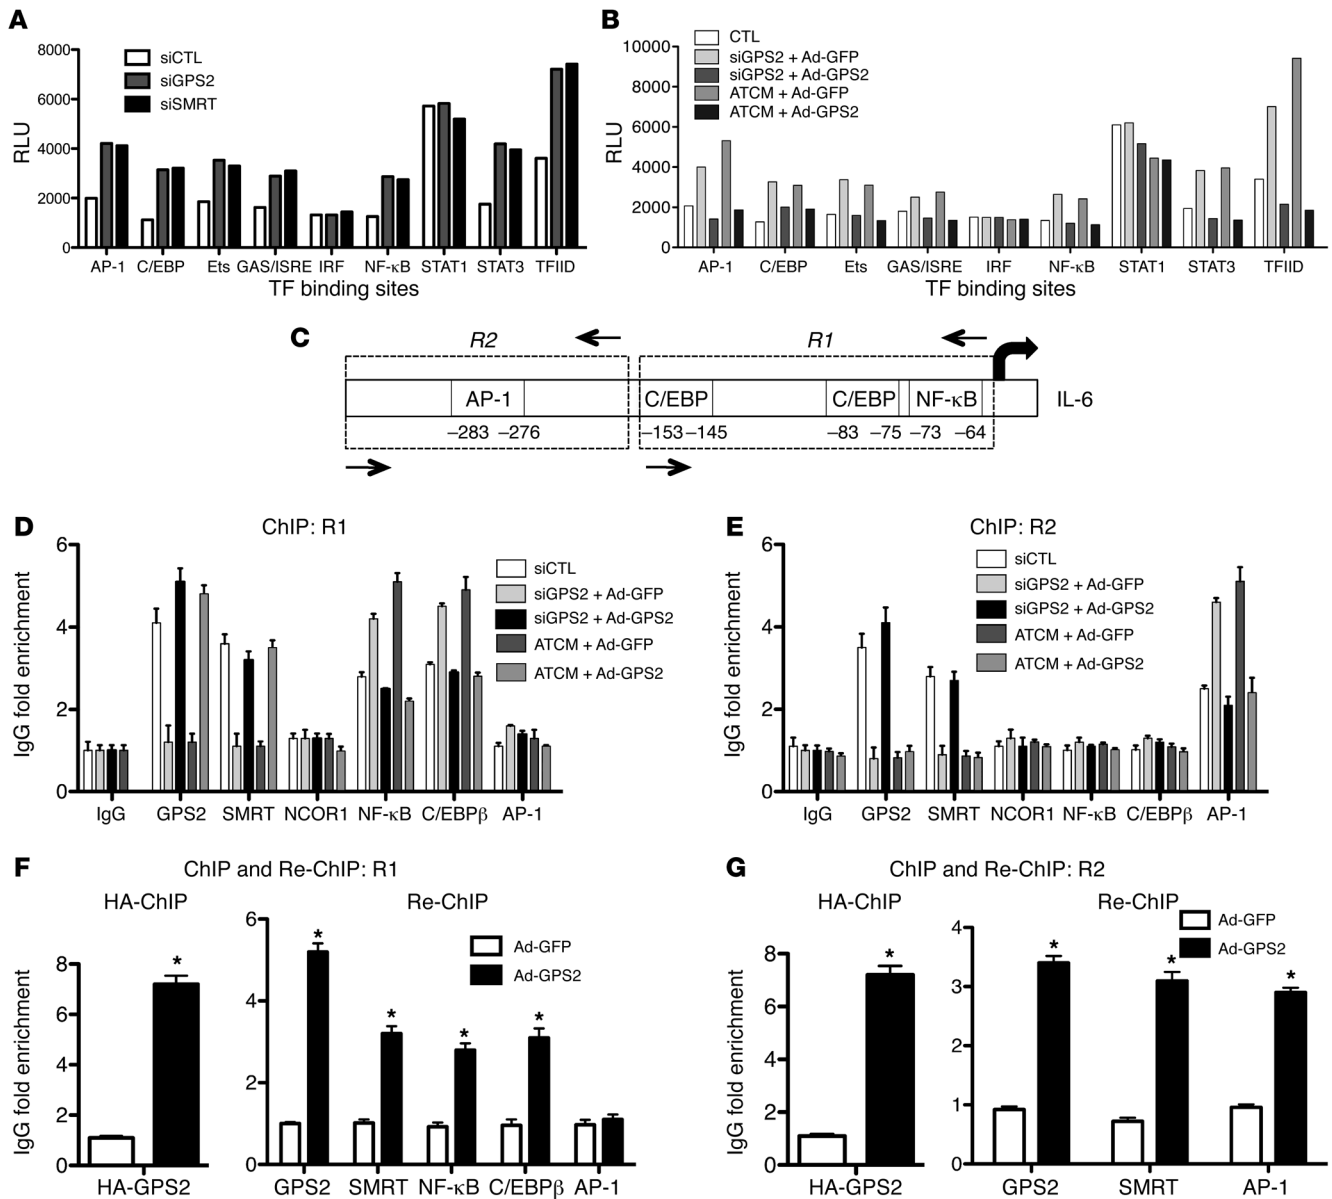 A
8000
6000
4000
2000
0
RLU
siCTL
siGPS2
siSMRT
AP-1 C/EBP Ets GAS/ISRE IRF NF-κB STAT1 STAT3 TFIID
TF binding sites
B
10000
8000
6000
4000
2000
0
RLU
CTL
siGPS2 + Ad-GFP
siGPS2 + Ad-GPS2
ATCM + Ad-GFP
ATCM + Ad-GPS2
AP-1 C/EBP Ets GAS/ISRE IRF NF-κB STAT1 STAT3 TFIID
TF binding sites
C
R2 R1
AP-1 C/EBP C/EBP NF-κB IL-6
–283 –276 –153 –145 –83 –75 –73 –64
D
ChIP: R1
6
4
2
0
IgG fold enrichment
siCTL
siGPS2 + Ad-GFP
siGPS2 + Ad-GPS2
ATCM + Ad-GFP
ATCM + Ad-GPS2
IgG GPS2 SMRT NCOR1 NF-κB C/EBPβ AP-1
E
ChIP: R2
6
4
2
0
IgG fold enrichment
siCTL
siGPS2 + Ad-GFP
siGPS2 + Ad-GPS2
ATCM + Ad-GFP
ATCM + Ad-GPS2
IgG GPS2 SMRT NCOR1 NF-κB C/EBPβ AP-1
F
ChIP and Re-ChIP: R1
HA-ChIP
8
6
4
2
0
IgG fold enrichment
*
HA-GPS2
Re-ChIP
6
4
2
0
Ad-GFP
Ad-GPS2
* * * *
GPS2 SMRT NF-κB C/EBPβ AP-1
G
ChIP and Re-ChIP: R2
HA-ChIP
8
6
4
2
0
IgG fold enrichment
*
HA-GPS2
Re-ChIP
4
3
2
1
0
Ad-GFP
Ad-GPS2
* * *
GPS2 SMRT AP-1